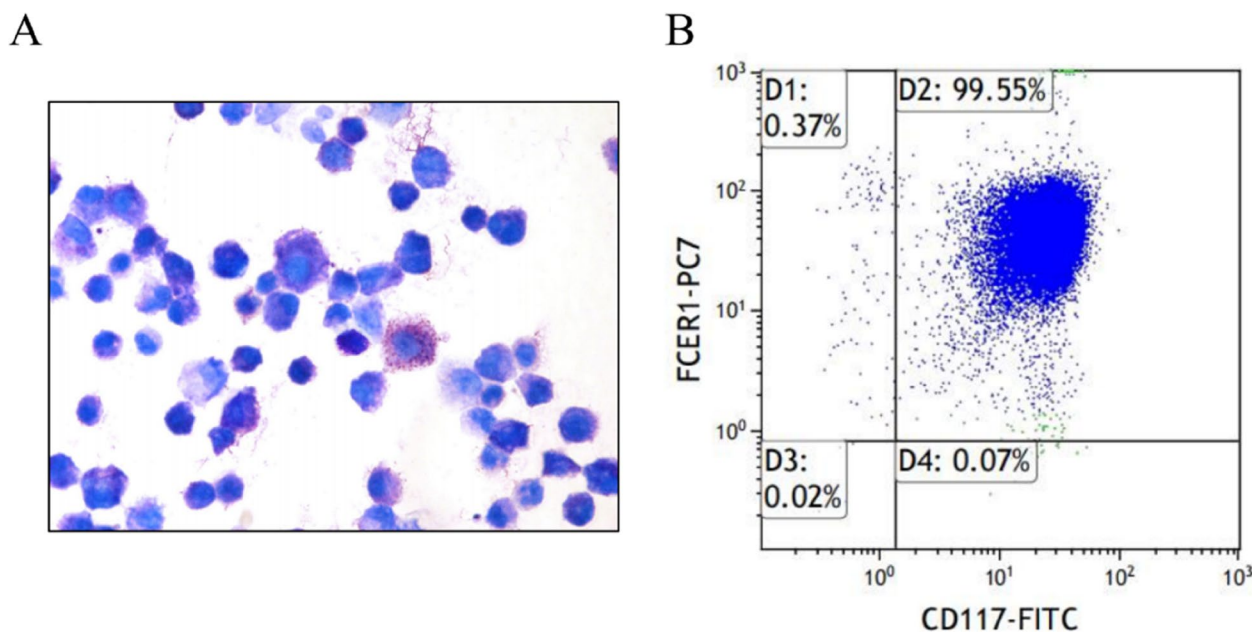 A
B
D1:
0.37%
D2: 99.55%
D3:
0.02%
D4: 0.07%
10³
10²
10¹
10⁰
FCER1-PC7
10⁰
10¹
10²
10³
CD117-FITC